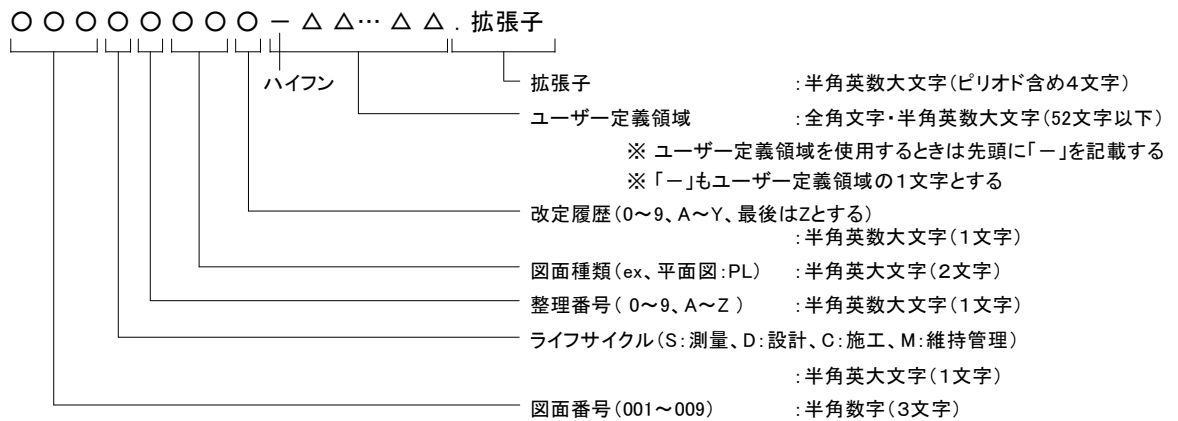 ○○○○○○○○－△△…△△．拡張子
ハイフン
拡張子 ：半角英数大文字（ピリオド含め４文字）
ユーザー定義領域 ：全角文字・半角英数大文字（52文字以下）
※ ユーザー定義領域を使用するときは先頭に「－」を記載する
※ 「－」もユーザー定義領域の１文字とする
改定履歴（0～9、A～Y、最後はZとする）
：半角英数大文字（１文字）
図面種類（ex、平面図：PL） ：半角英大文字（２文字）
整理番号（ 0～9、A～Z ） ：半角英数大文字（１文字）
ライフサイクル（S：測量、D：設計、C：施工、M：維持管理）
：半角英大文字（１文字）
図面番号（001～009） ：半角数字（３文字）